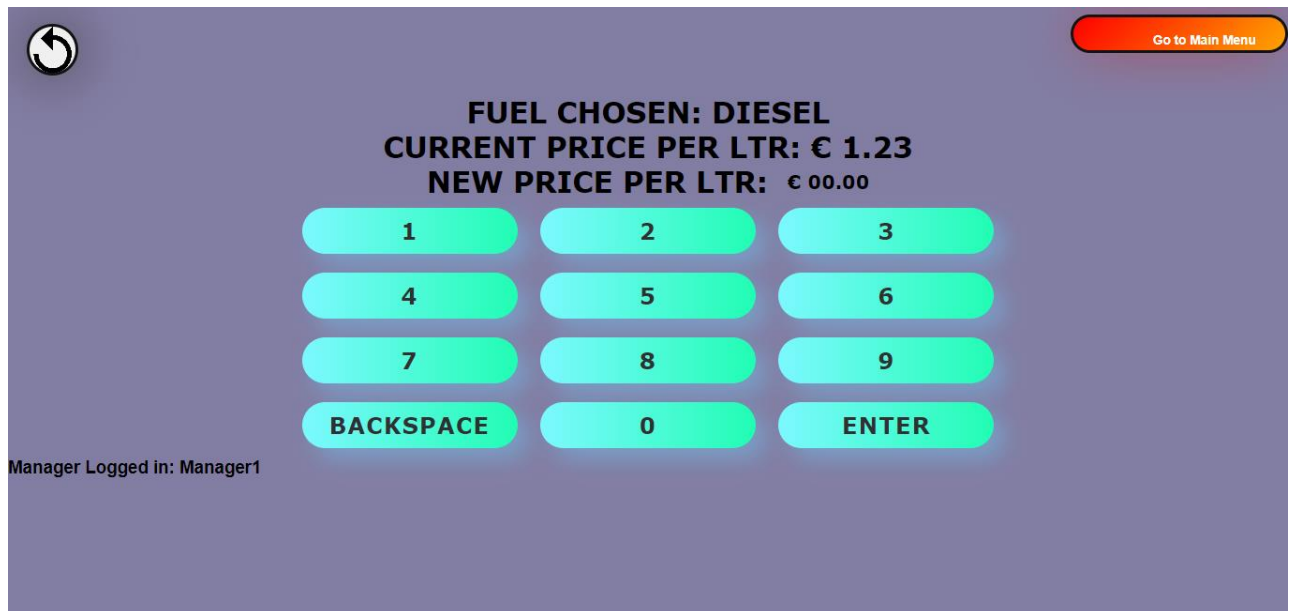 Go to Main Menu
FUEL CHOSEN: DIESEL
CURRENT PRICE PER LTR: € 1.23
NEW PRICE PER LTR: € 00.00
1 2 3
4 5 6
7 8 9
BACKSPACE 0 ENTER
Manager Logged in: Manager1